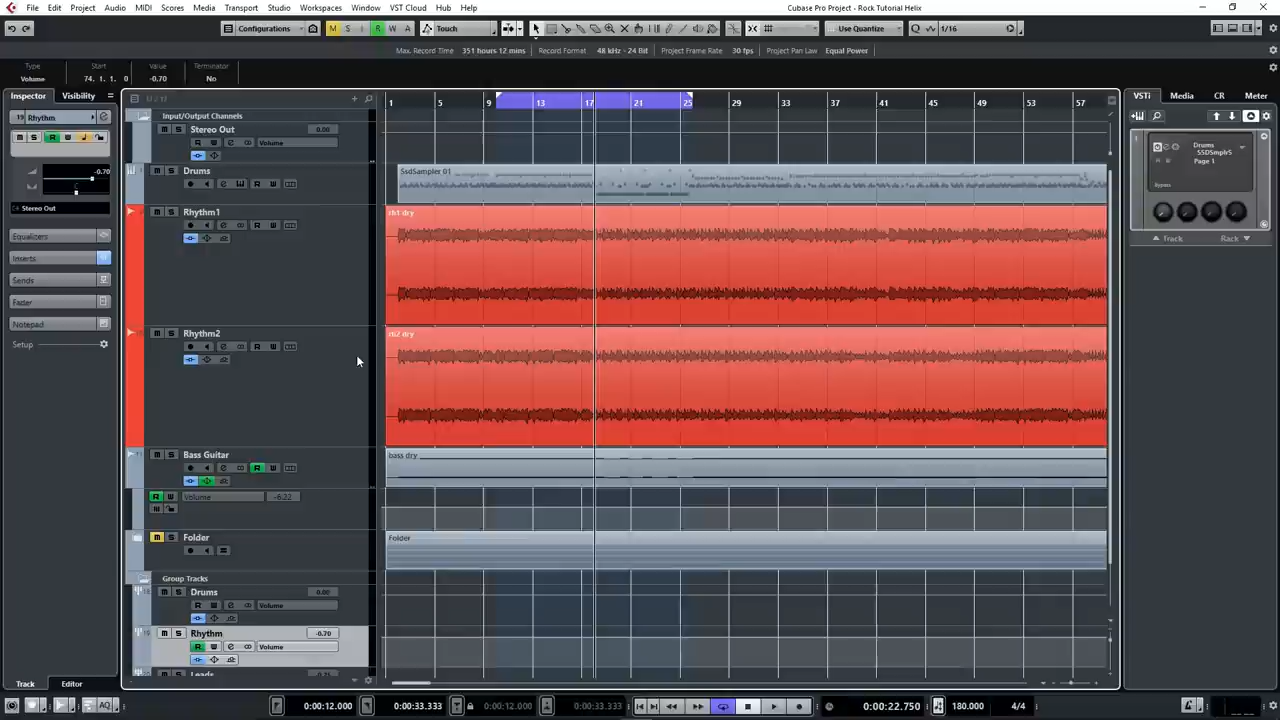 File Edit Project Audio MIDI Scores Media Transport Studio Workspaces Window VST Cloud Hub Help
Cubase Pro Project - Rock Tutorial Helix
Configurations M S L R W A Touch Use Quantize Q 1/16
Max. Record Time 351 hours 12 mins Record Format 48 kHz - 24 Bit Project Frame Rate 30 fps Project Pan Law Equal Power
Type Start Value Terminator
Volume 74. 1. 1. 0 -0.70 No
Inspector Visibility
1 5 9 13 17 21 25 29 33 37 41 45 49 53 57
VSTi Media CR Meter
Input/Output Channels
19 Rhythm
Stereo Out 0.00
M S R W
R W Volume
Drums
SSDSmplrS
Page 1
Bypass
-0.70
Drums
SsdSampler 01
Stereo Out
Rhythm1
rh1 dry
Equalizers
Inserts
Track Rack
Sends
Fader
Notepad
Setup
Rhythm2
rh2 dry
Bass Guitar
bass dry
R W Volume -6.22
Folder
Folder
Group Tracks
Drums 0.00
R W Volume
Rhythm -0.70
R W Volume
Leads
Track Editor
AQ 0:00:12.000 0:00:33.333 0:00:12.000 0:00:33.333 0:00:22.750 180.000 4/4